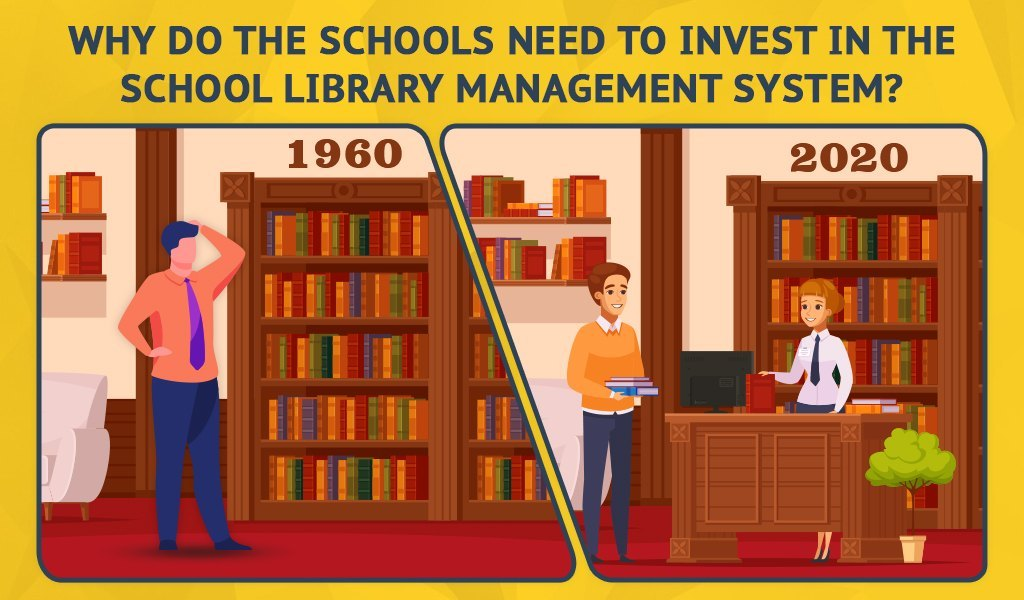 WHY DO THE SCHOOLS NEED TO INVEST IN THE
SCHOOL LIBRARY MANAGEMENT SYSTEM?
1960
2020